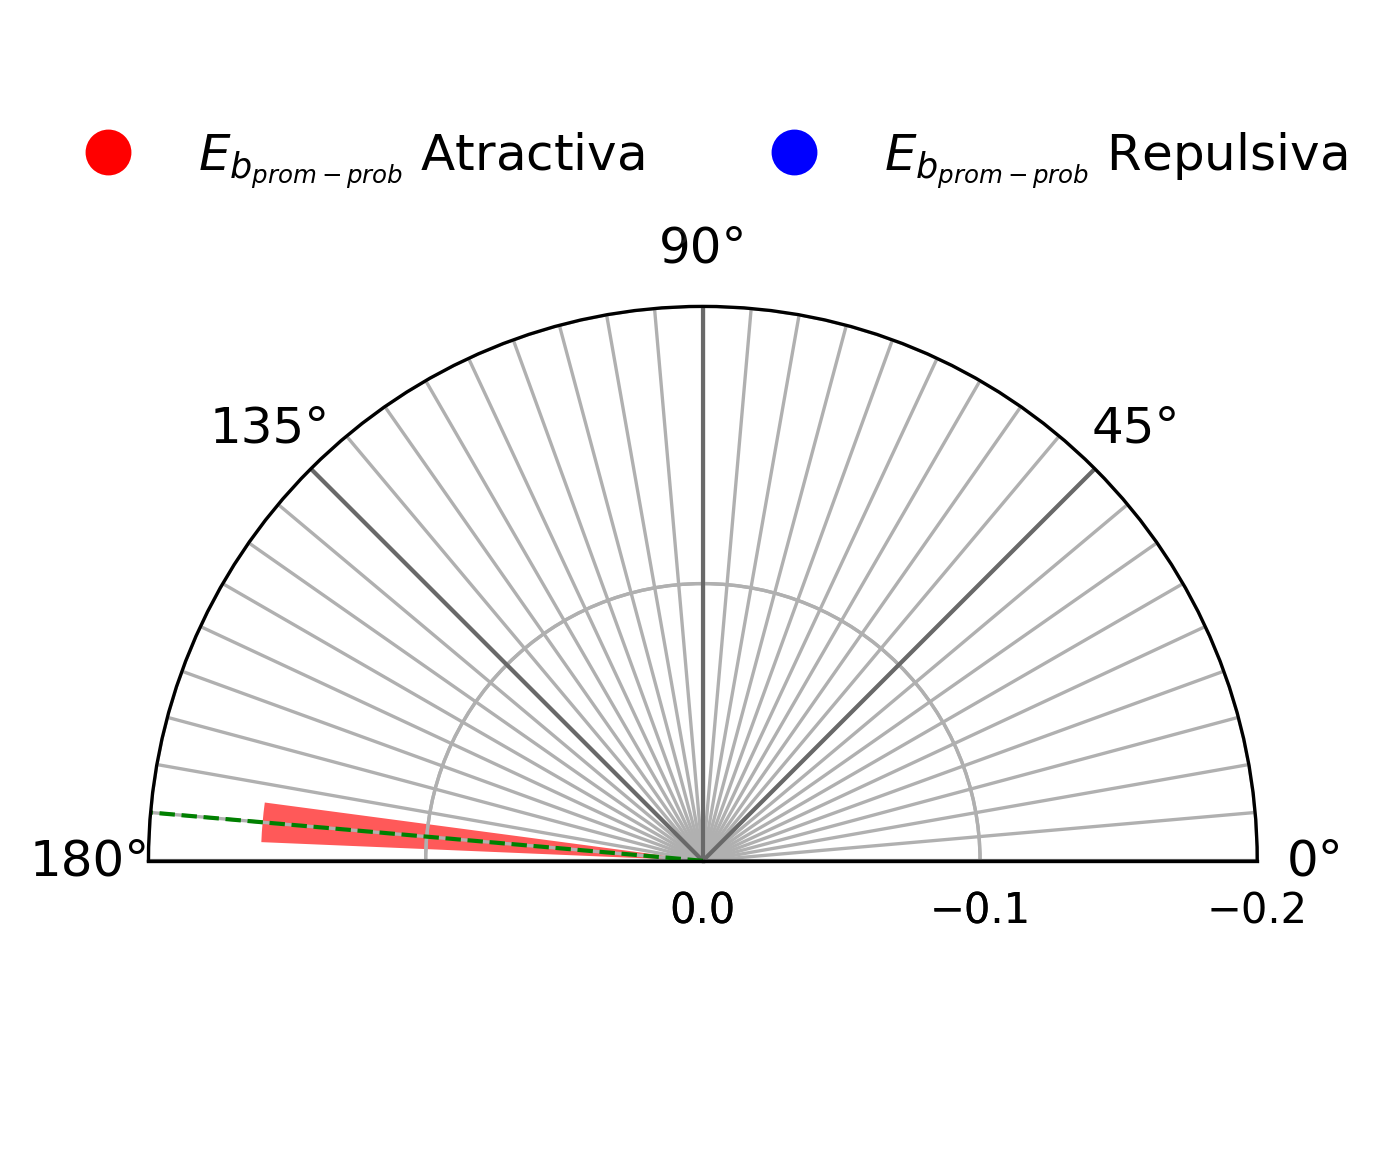 E_{b_{prom-prob}} Atractiva E_{b_{prom-prob}} Repulsiva
90°
135° 45°
180° 0°
0.0 −0.1 −0.2